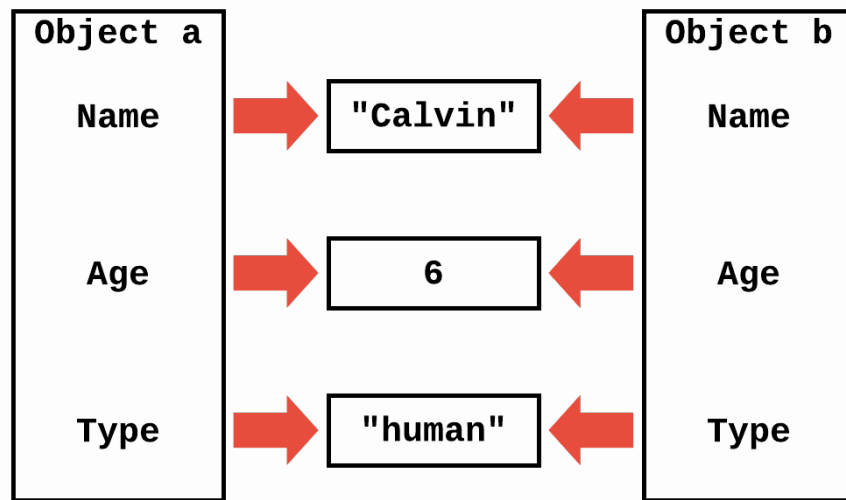 Object a
Object b
Name
"Calvin"
Name
Age
6
Age
Type
"human"
Type